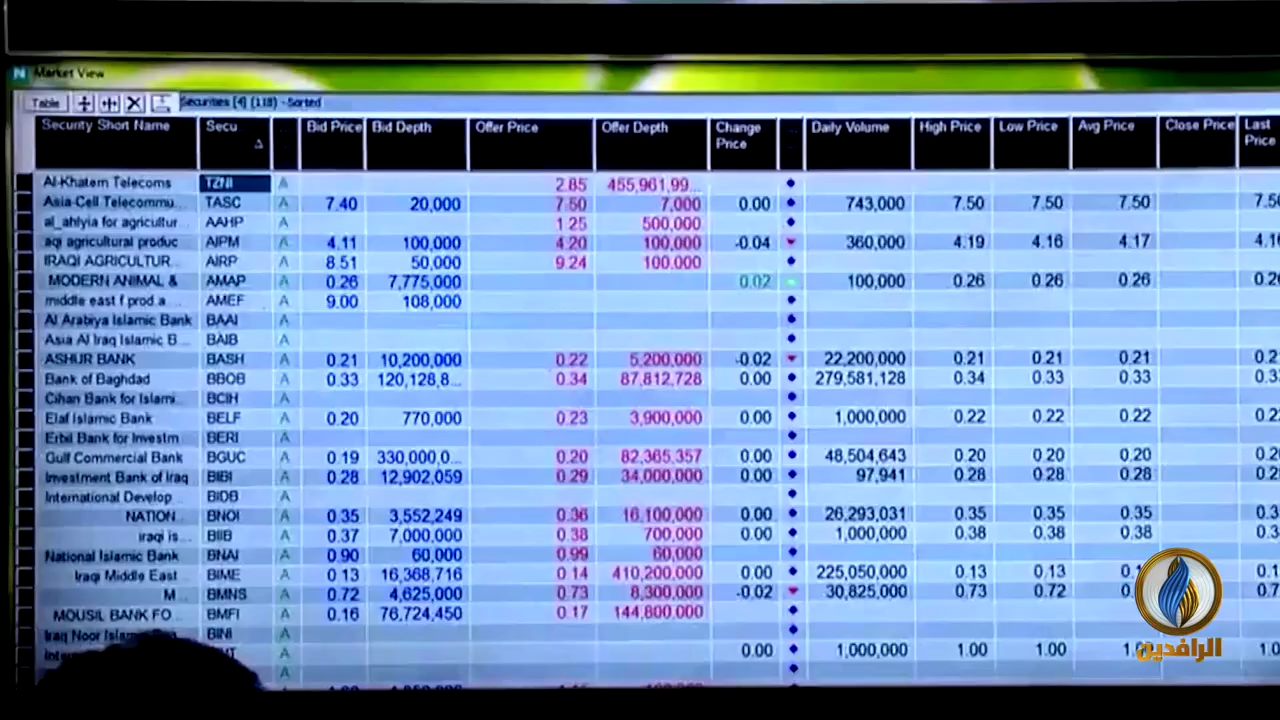 Market View
Table Securities [4] (118) - Sorted
Security Short Name Secu Bid Price Bid Depth Offer Price Offer Depth Change Price Daily Volume High Price Low Price Avg Price Close Price Last Price
Al-Khatem Telecoms TZNI A 2.85 455,961,99...
Asia-Cell Telecommu... TASC A 7.40 20,000 7.50 7,000 0.00 743,000 7.50 7.50 7.50
al_ahlyia for agricultur AAHP A 1.25 500,000
aqi agricultural produc AIPM A 4.11 100,000 4.20 100,000 -0.04 360,000 4.19 4.16 4.17
IRAQI AGRICULTUR... AIRP A 8.51 50,000 9.24 100.000
MODERN ANIMAL & AMAP A 0.26 7,775,000 0.02 100,000 0.26 0.26 0.26
middle east f prod.a... AMEF A 9.00 108,000
Al Arabiya Islamic Bank BAAI A
Asia Al Iraq Islamic B... BAIB A
ASHUR BANK BASH A 0.21 10,200,000 0.22 5,200,000 -0.02 22,200,000 0.21 0.21 0.21
Bank of Baghdad BBOB A 0.33 120,128,8... 0.34 87,812,728 0.00 279,581,128 0.34 0.33 0.33
Cihan Bank for Islami... BCIH A
Elaf Islamic Bank BELF A 0.20 770,000 0.23 3,900,000 0.00 1,000,000 0.22 0.22 0.22
Erbil Bank for Investm BERI A
Gulf Commercial Bank BGUC A 0.19 330,000,0... 0.20 82,365,357 0.00 48,504,643 0.20 0.20 0.20
Investment Bank of Iraq BIBI A 0.28 12,902,059 0.29 34,000,000 0.00 97,941 0.28 0.28 0.28
International Develop... BIDB A
NATION... BNOI A 0.35 3,552,249 0.36 16,100,000 0.00 26,293,031 0.35 0.35 0.35
iraqi is... BIIB A 0.37 7,000,000 0.38 700,000 0.00 1,000,000 0.38 0.38 0.38
National Islamic Bank BNAI A 0.90 60,000 0.99 60,000
Iraqi Middle East BIME A 0.13 16,368,716 0.14 410,200,000 0.00 225,050,000 0.13 0.13
M... BMNS A 0.72 4,625,000 0.73 8,300,000 -0.02 30,825,000 0.73 0.72
MOUSIL BANK FO... BMFI A 0.16 76,724,450 0.17 144,800,000
Iraq Noor Islamic BINI A
A 0.00 1,000,000 1.00 1.00
A
الرافدين